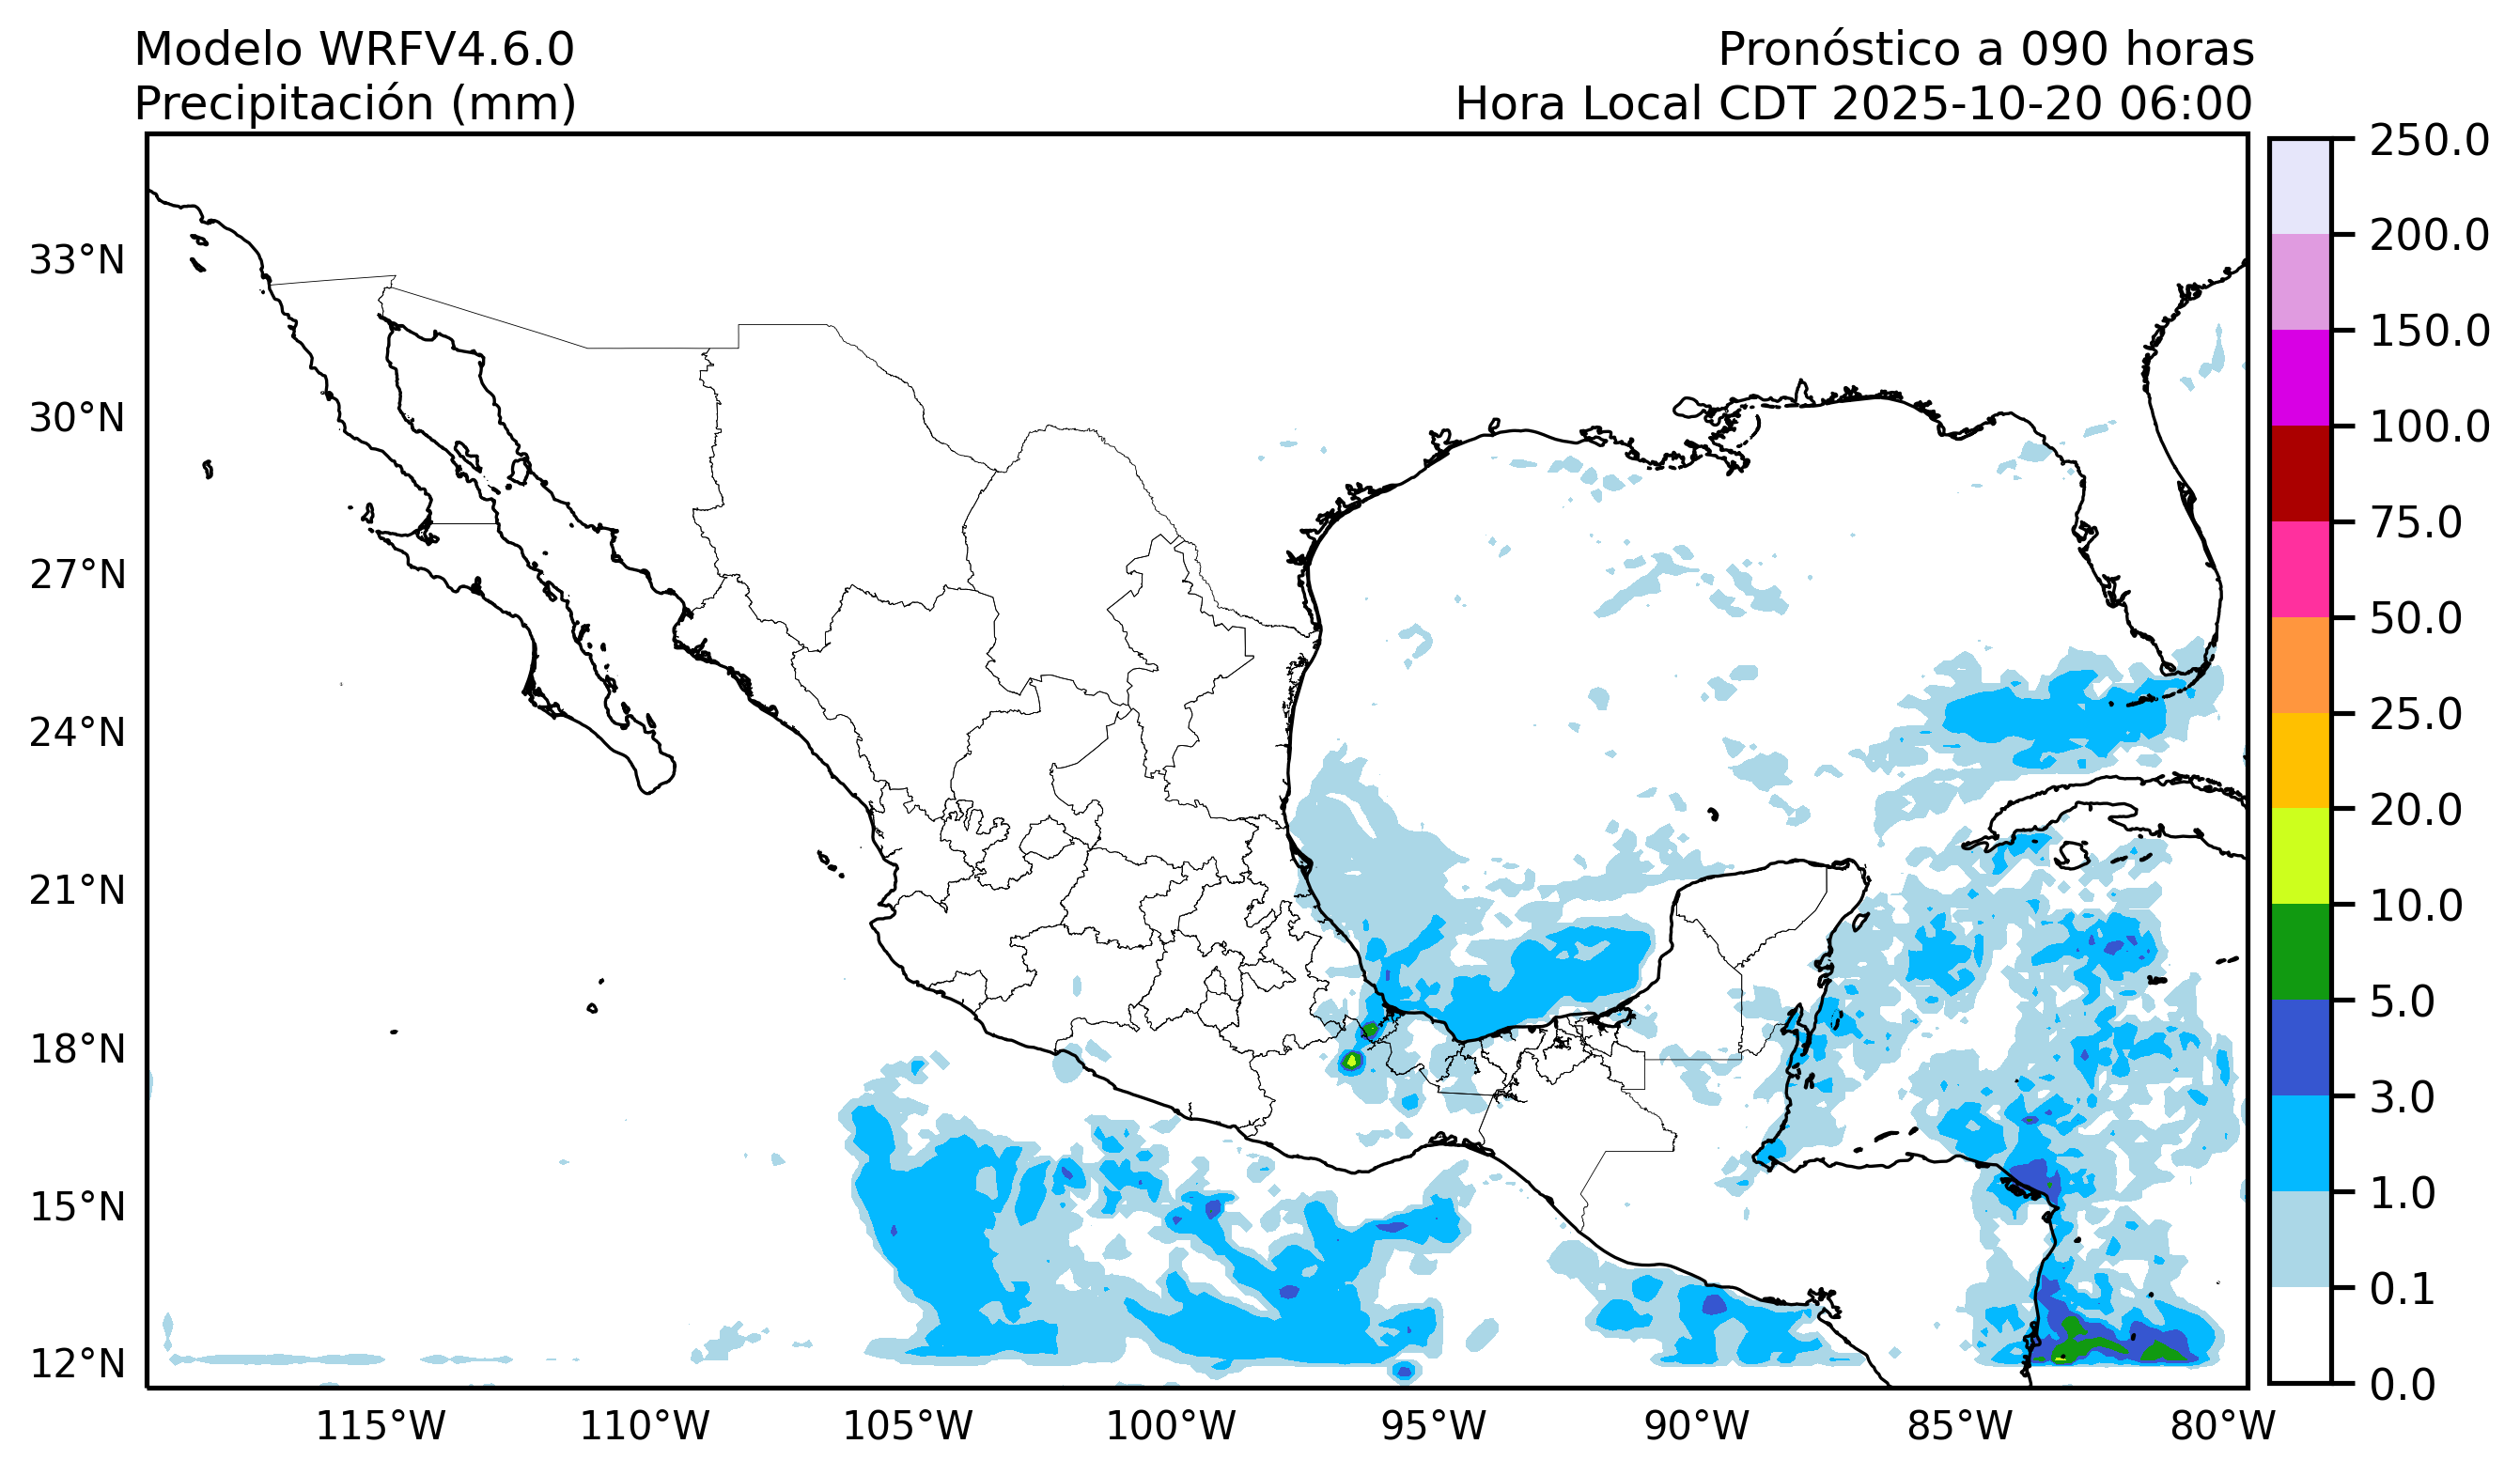 Modelo WRFV4.6.0
Precipitación (mm)
Pronóstico a 090 horas
Hora Local CDT 2025-10-20 06:00
33°N
30°N
27°N
24°N
21°N
18°N
15°N
12°N
115°W
110°W
105°W
100°W
95°W
90°W
85°W
80°W
250.0
200.0
150.0
100.0
75.0
50.0
25.0
20.0
10.0
5.0
3.0
1.0
0.1
0.0